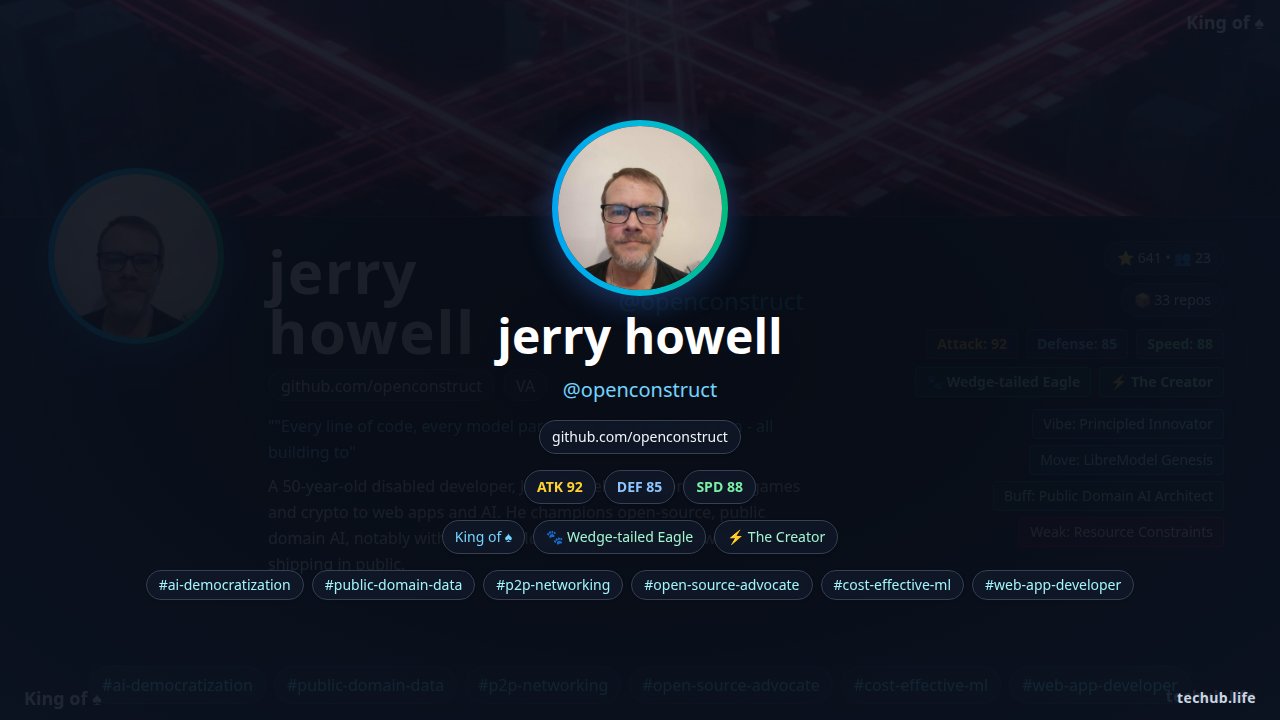 King of ♠
jerry
howell
@openconstruct
github.com/openconstruct
VA
""Every line of code, every model par
- all
building to"
A 50-year-old disabled developer,
games
and crypto to web apps and AI. He champions open-source, public
domain AI, notably with
shipping in public.
⭐ 641 • 👥 23
📦 33 repos
Attack: 92
Defense: 85
Speed: 88
🐾 Wedge-tailed Eagle
⚡ The Creator
Vibe: Principled Innovator
Move: LibreModel Genesis
Buff: Public Domain AI Architect
Weak: Resource Constraints
jerry howell
@openconstruct
github.com/openconstruct
ATK 92 DEF 85 SPD 88
King of ♠ 🐾 Wedge-tailed Eagle ⚡ The Creator
#ai-democratization #public-domain-data #p2p-networking #open-source-advocate #cost-effective-ml #web-app-developer
#ai-democratization #public-domain-data #p2p-networking #open-source-advocate #cost-effective-ml #web-app-developer
King of ♠
techub.life